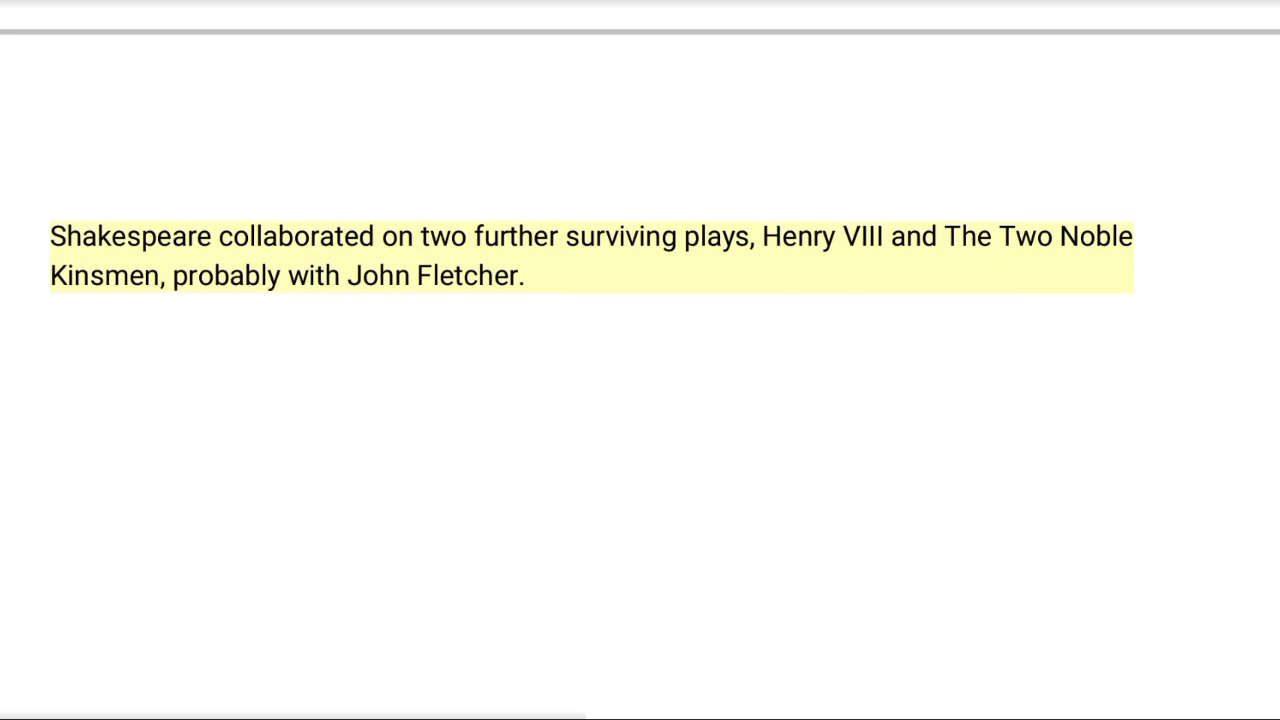 Shakespeare collaborated on two further surviving plays, Henry VIII and The Two Noble
Kinsmen, probably with John Fletcher.